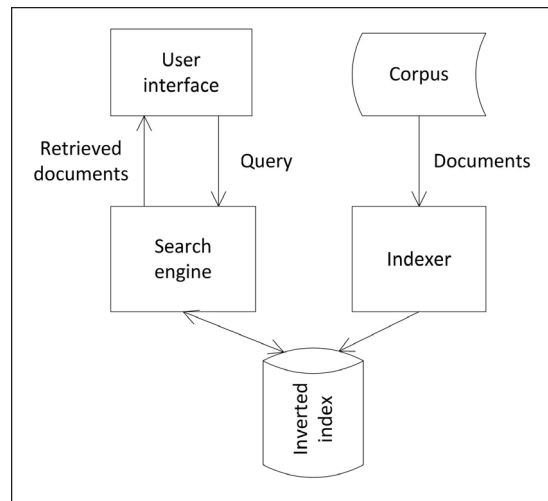 User
interface
Corpus
Retrieved
documents
Query
Documents
Search
engine
Indexer
Inverted
index